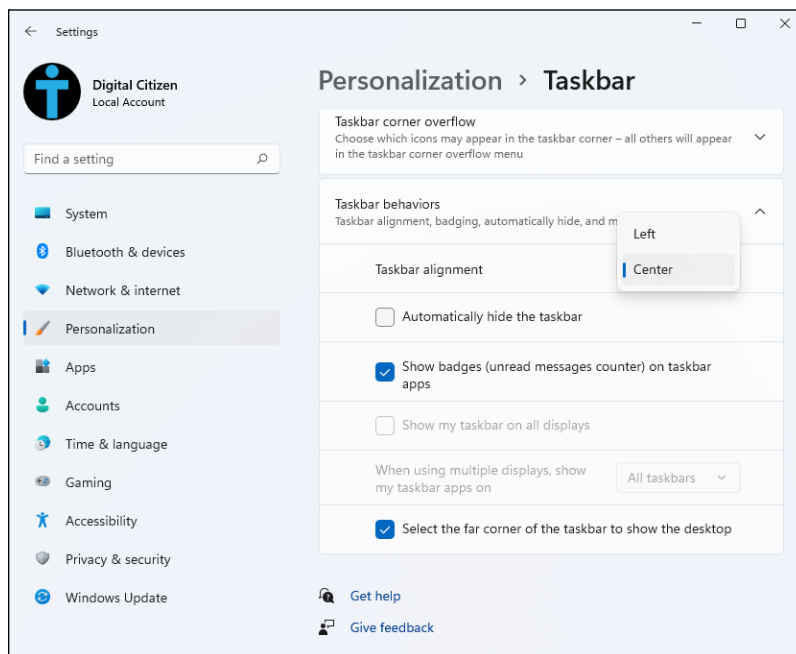 Settings
Digital Citizen
Local Account
Find a setting
System
Bluetooth & devices
Network & internet
Personalization
Apps
Accounts
Time & language
Gaming
Accessibility
Privacy & security
Windows Update
Personalization › Taskbar
Taskbar corner overflow
Choose which icons may appear in the taskbar corner – all others will appear
in the taskbar corner overflow menu
Taskbar behaviors
Taskbar alignment, badging, automatically hide, and m
Left
Taskbar alignment
Center
Automatically hide the taskbar
Show badges (unread messages counter) on taskbar
apps
Show my taskbar on all displays
When using multiple displays, show
my taskbar apps on
All taskbars
Select the far corner of the taskbar to show the desktop
Get help
Give feedback